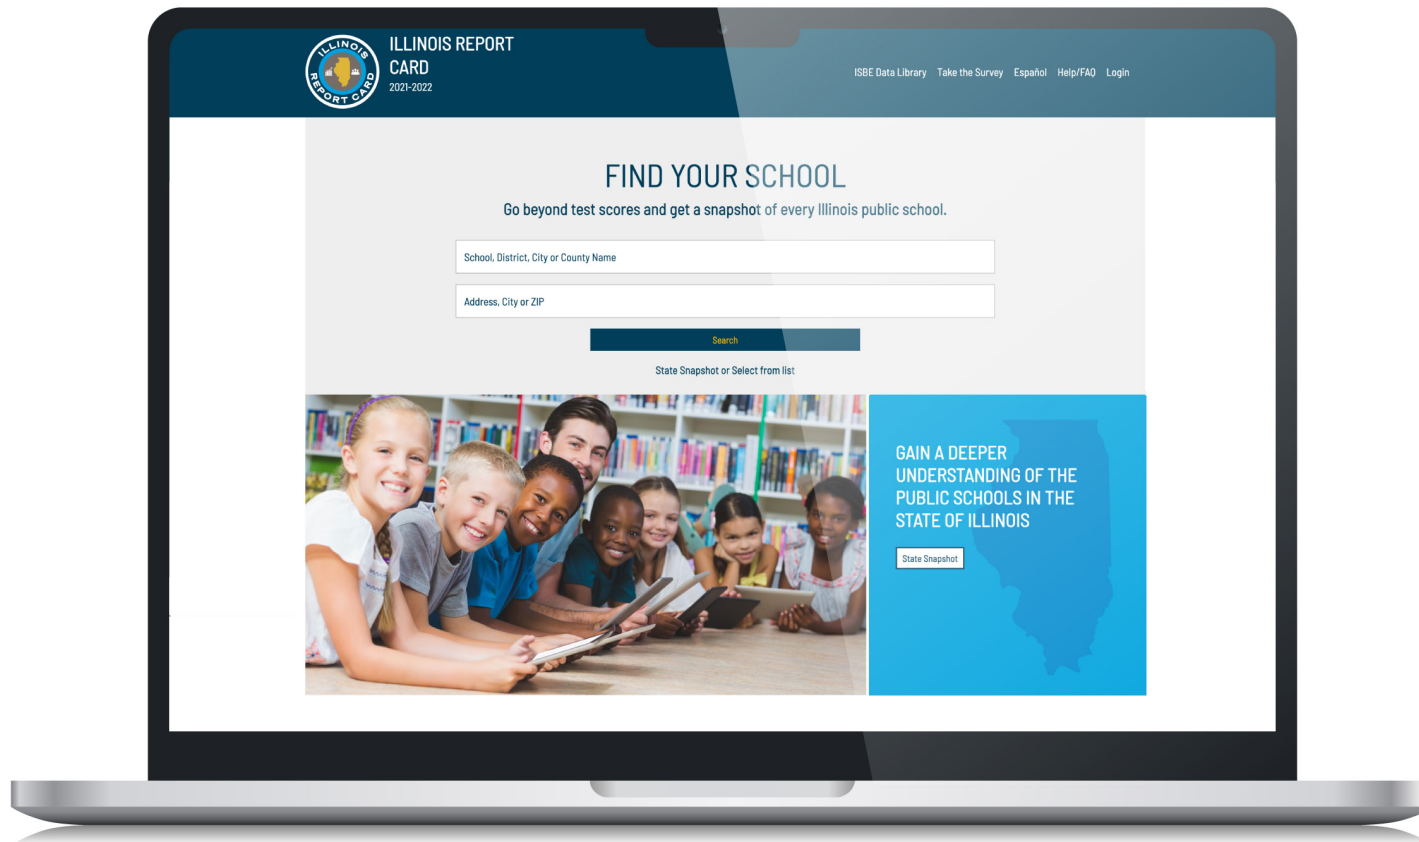 ILLINOIS
REPORT CARD
ILLINOIS REPORT
CARD
2021-2022
ISBE Data Library Take the Survey Español Help/FAQ Login
FIND YOUR SCHOOL
Go beyond test scores and get a snapshot of every Illinois public school.
School, District, City or County Name
Address, City or ZIP
Search
State Snapshot or Select from list
GAIN A DEEPER
UNDERSTANDING OF THE
PUBLIC SCHOOLS IN THE
STATE OF ILLINOIS
State Snapshot